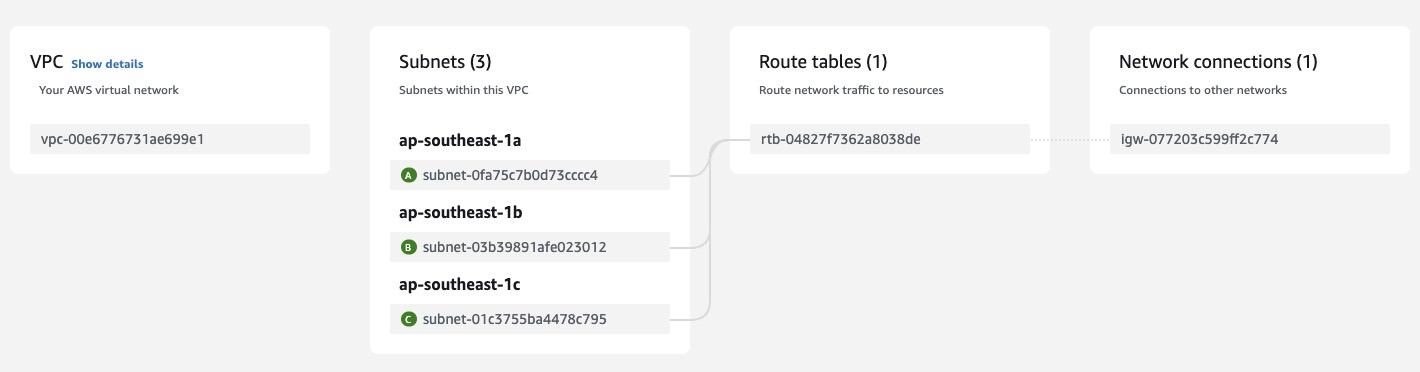 VPC Show details
Your AWS virtual network
vpc-00e6776731ae699e1
Subnets (3)
Subnets within this VPC
ap-southeast-1a
A subnet-0fa75c7b0d73cccc4
ap-southeast-1b
B subnet-03b39891afe023012
ap-southeast-1c
C subnet-01c3755ba4478c795
Route tables (1)
Route network traffic to resources
rtb-04827f7362a8038de
Network connections (1)
Connections to other networks
igw-077203c599ff2c774